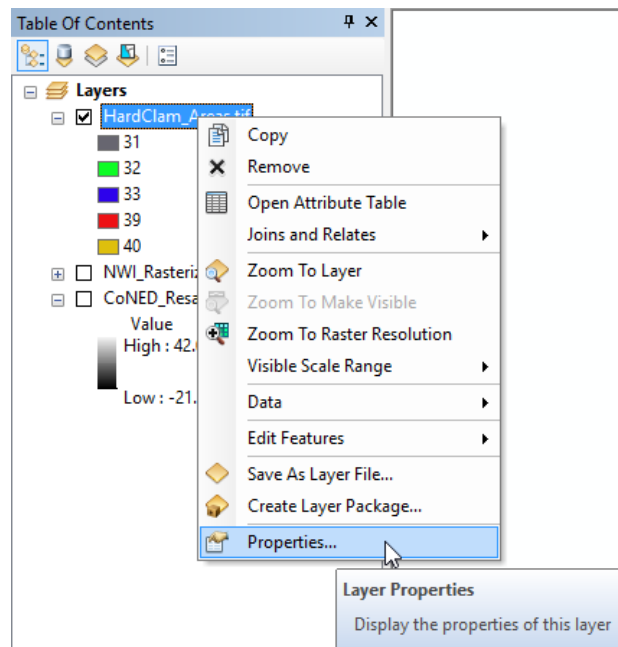 Table Of Contents
Layers
HardClam_Areas.tif
31
32
33
39
40
NWI_Rasteriz
CoNED_Resa
Value
High : 42.
Low : -21.
Copy
Remove
Open Attribute Table
Joins and Relates
Zoom To Layer
Zoom To Make Visible
Zoom To Raster Resolution
Visible Scale Range
Data
Edit Features
Save As Layer File...
Create Layer Package...
Properties...
Layer Properties
Display the properties of this layer